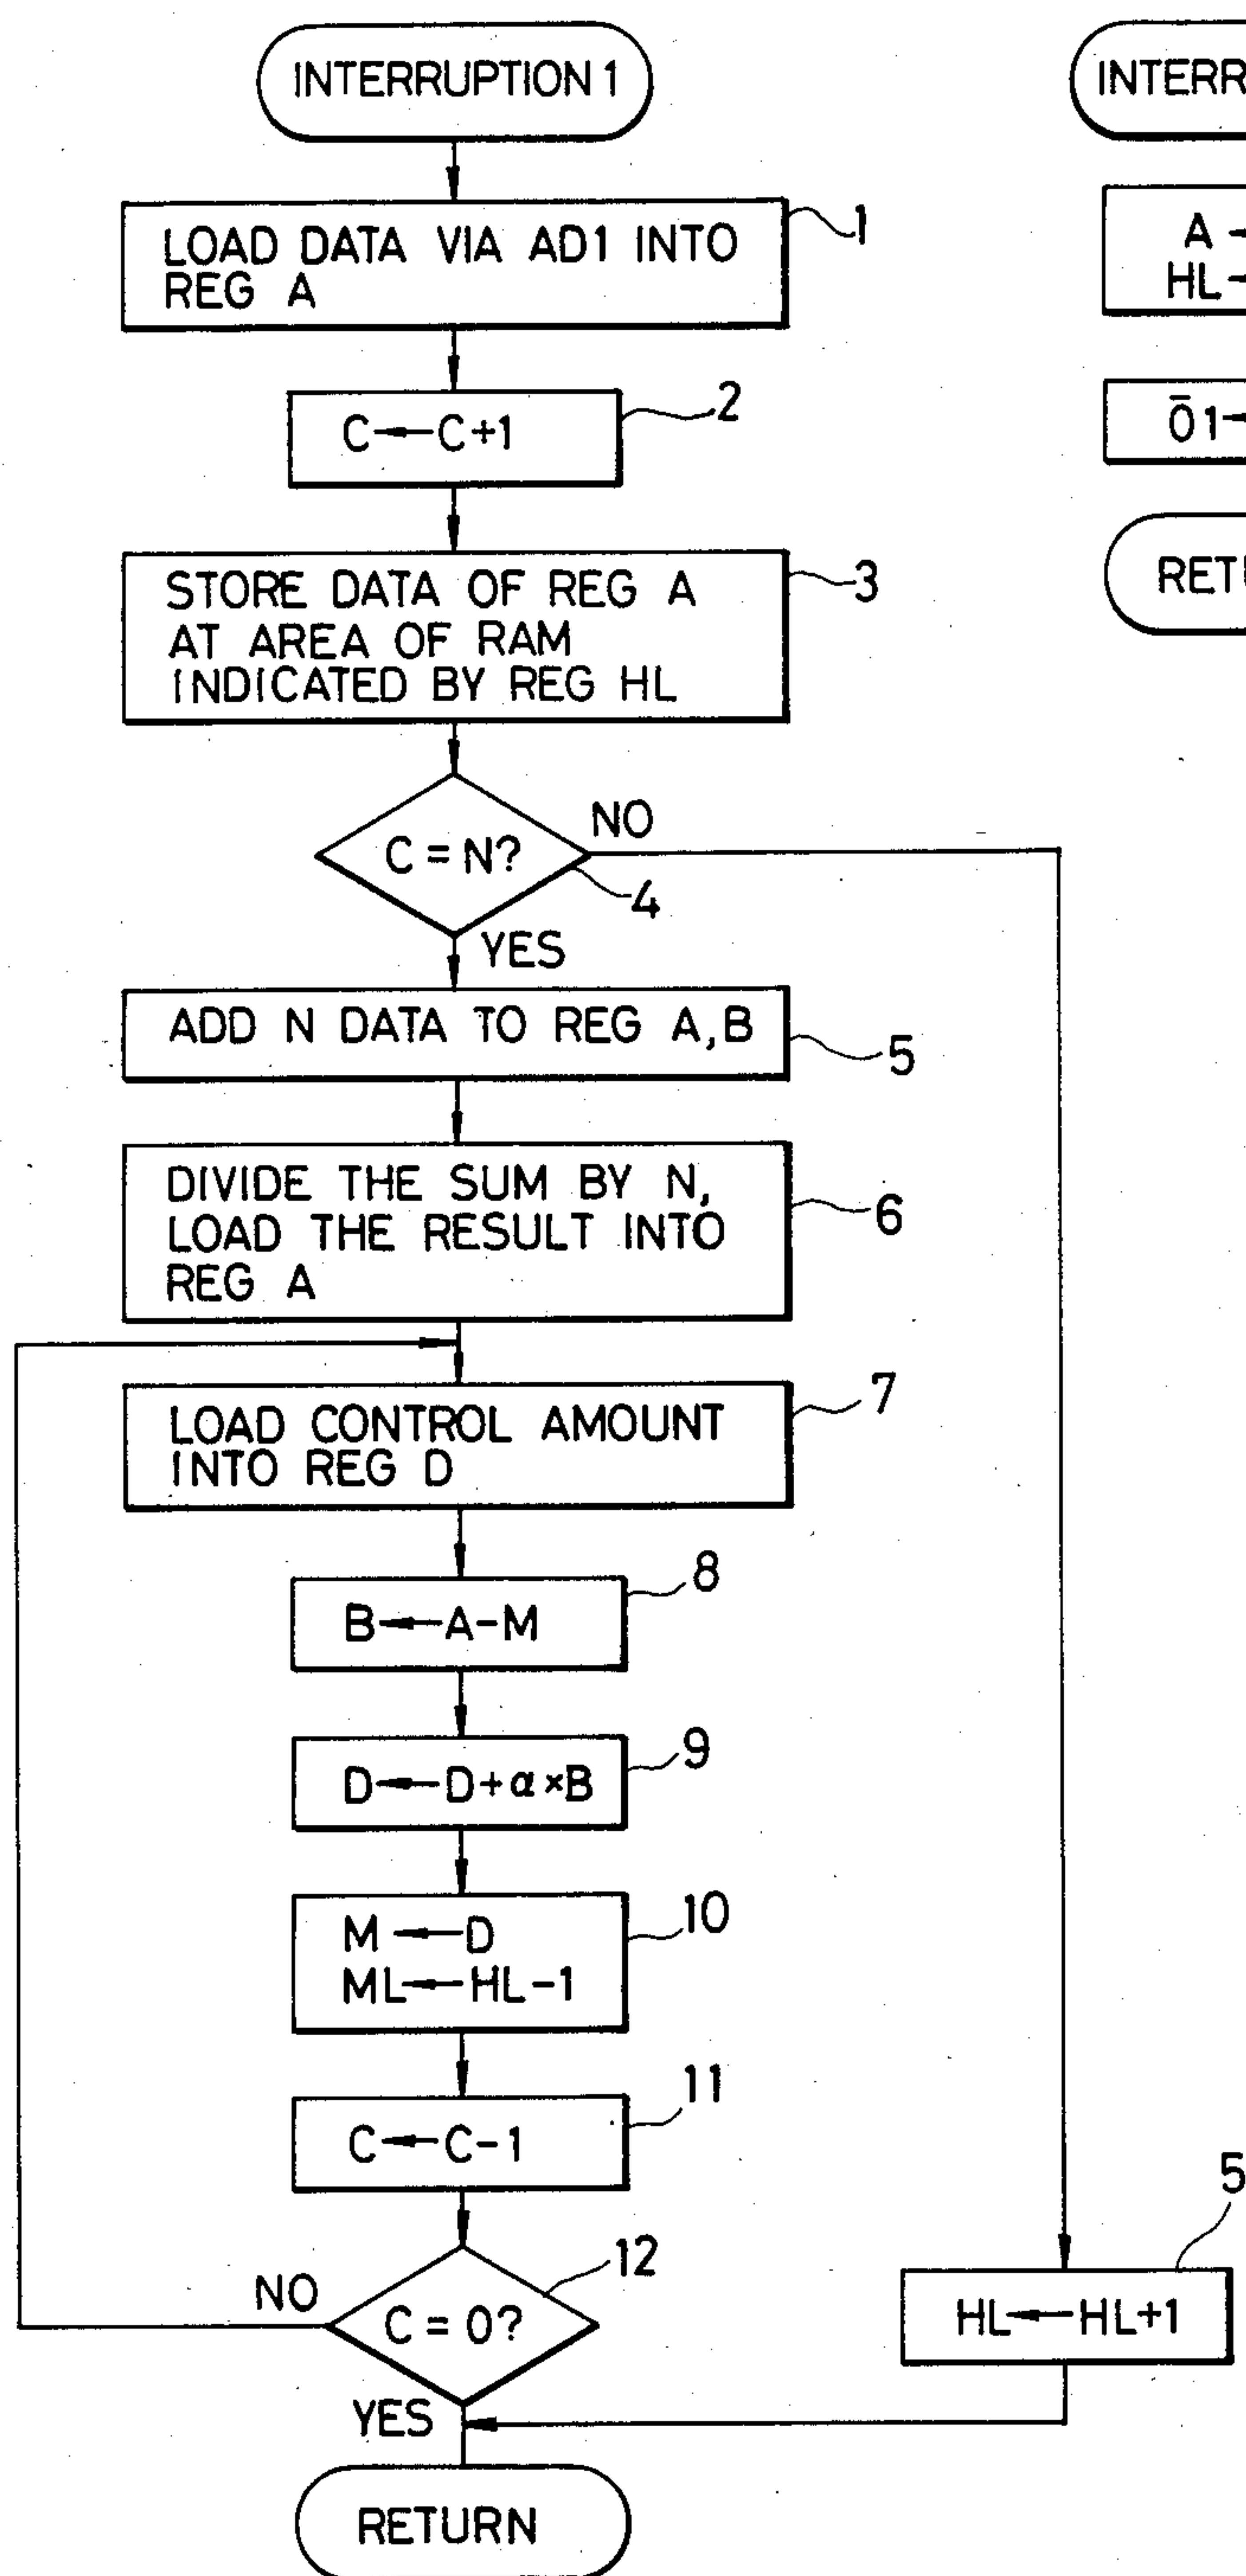 INTERRUPTION 1
LOAD DATA VIA AD1 INTO
REG A
1
C←C+1
2
STORE DATA OF REG A
AT AREA OF RAM
INDICATED BY REG HL
3
C = N?
NO
4
YES
ADD N DATA TO REG A, B
5
DIVIDE THE SUM BY N,
LOAD THE RESULT INTO
REG A
6
LOAD CONTROL AMOUNT
INTO REG D
7
B←A-M
8
D←D+α×B
9
M←D
ML←HL-1
10
C←C-1
11
C = 0?
12
NO
YES
RETURN
5
HL←HL+1
A←
HL←
Ō1←